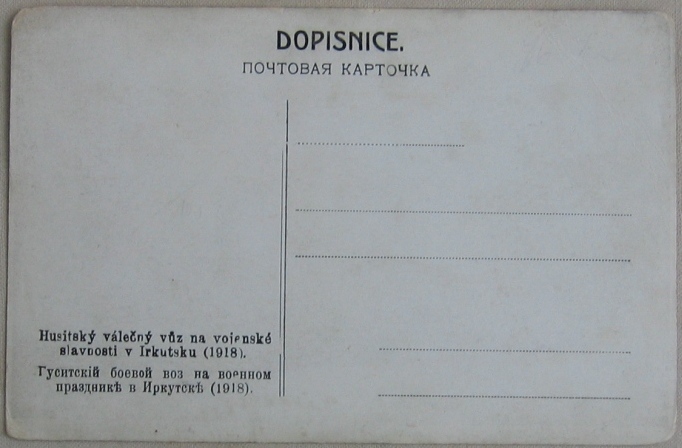 DOPISNICE.
ПОЧТОВАЯ КАРТОЧКА
Husitský válečný vůz na vojenské
slavnosti v Irkutsku (1918).
Гуситскій боевой воз на военном
праздникѣ в Иркутскѣ (1918).